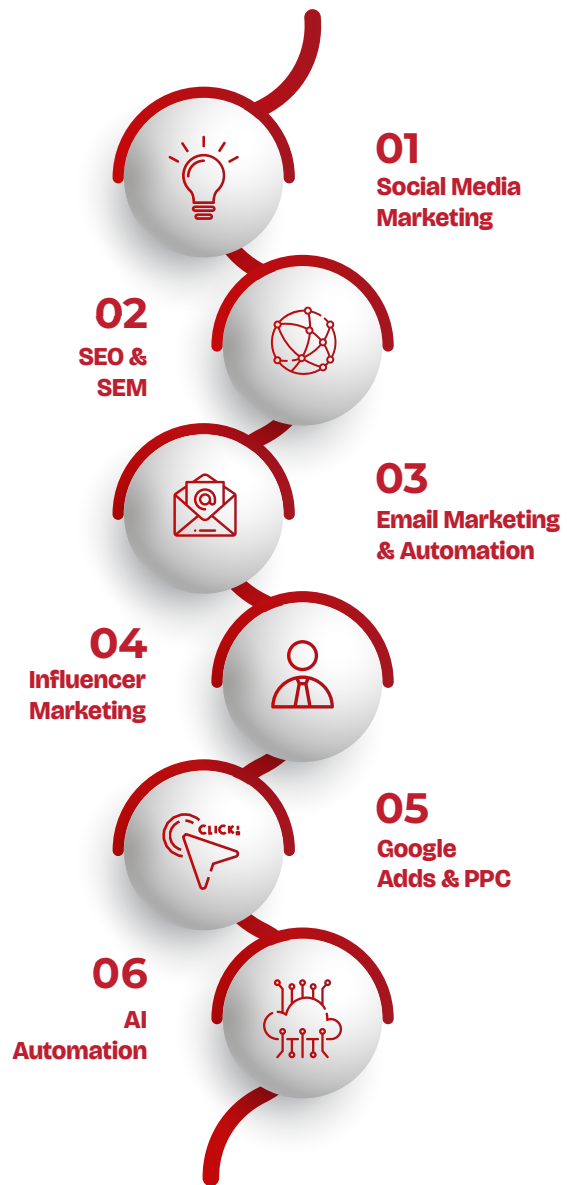 01
Social Media
Marketing
02
SEO &
SEM
03
Email Marketing
& Automation
04
Influencer
Marketing
CLICK!
05
Google
Adds & PPC
06
AI
Automation